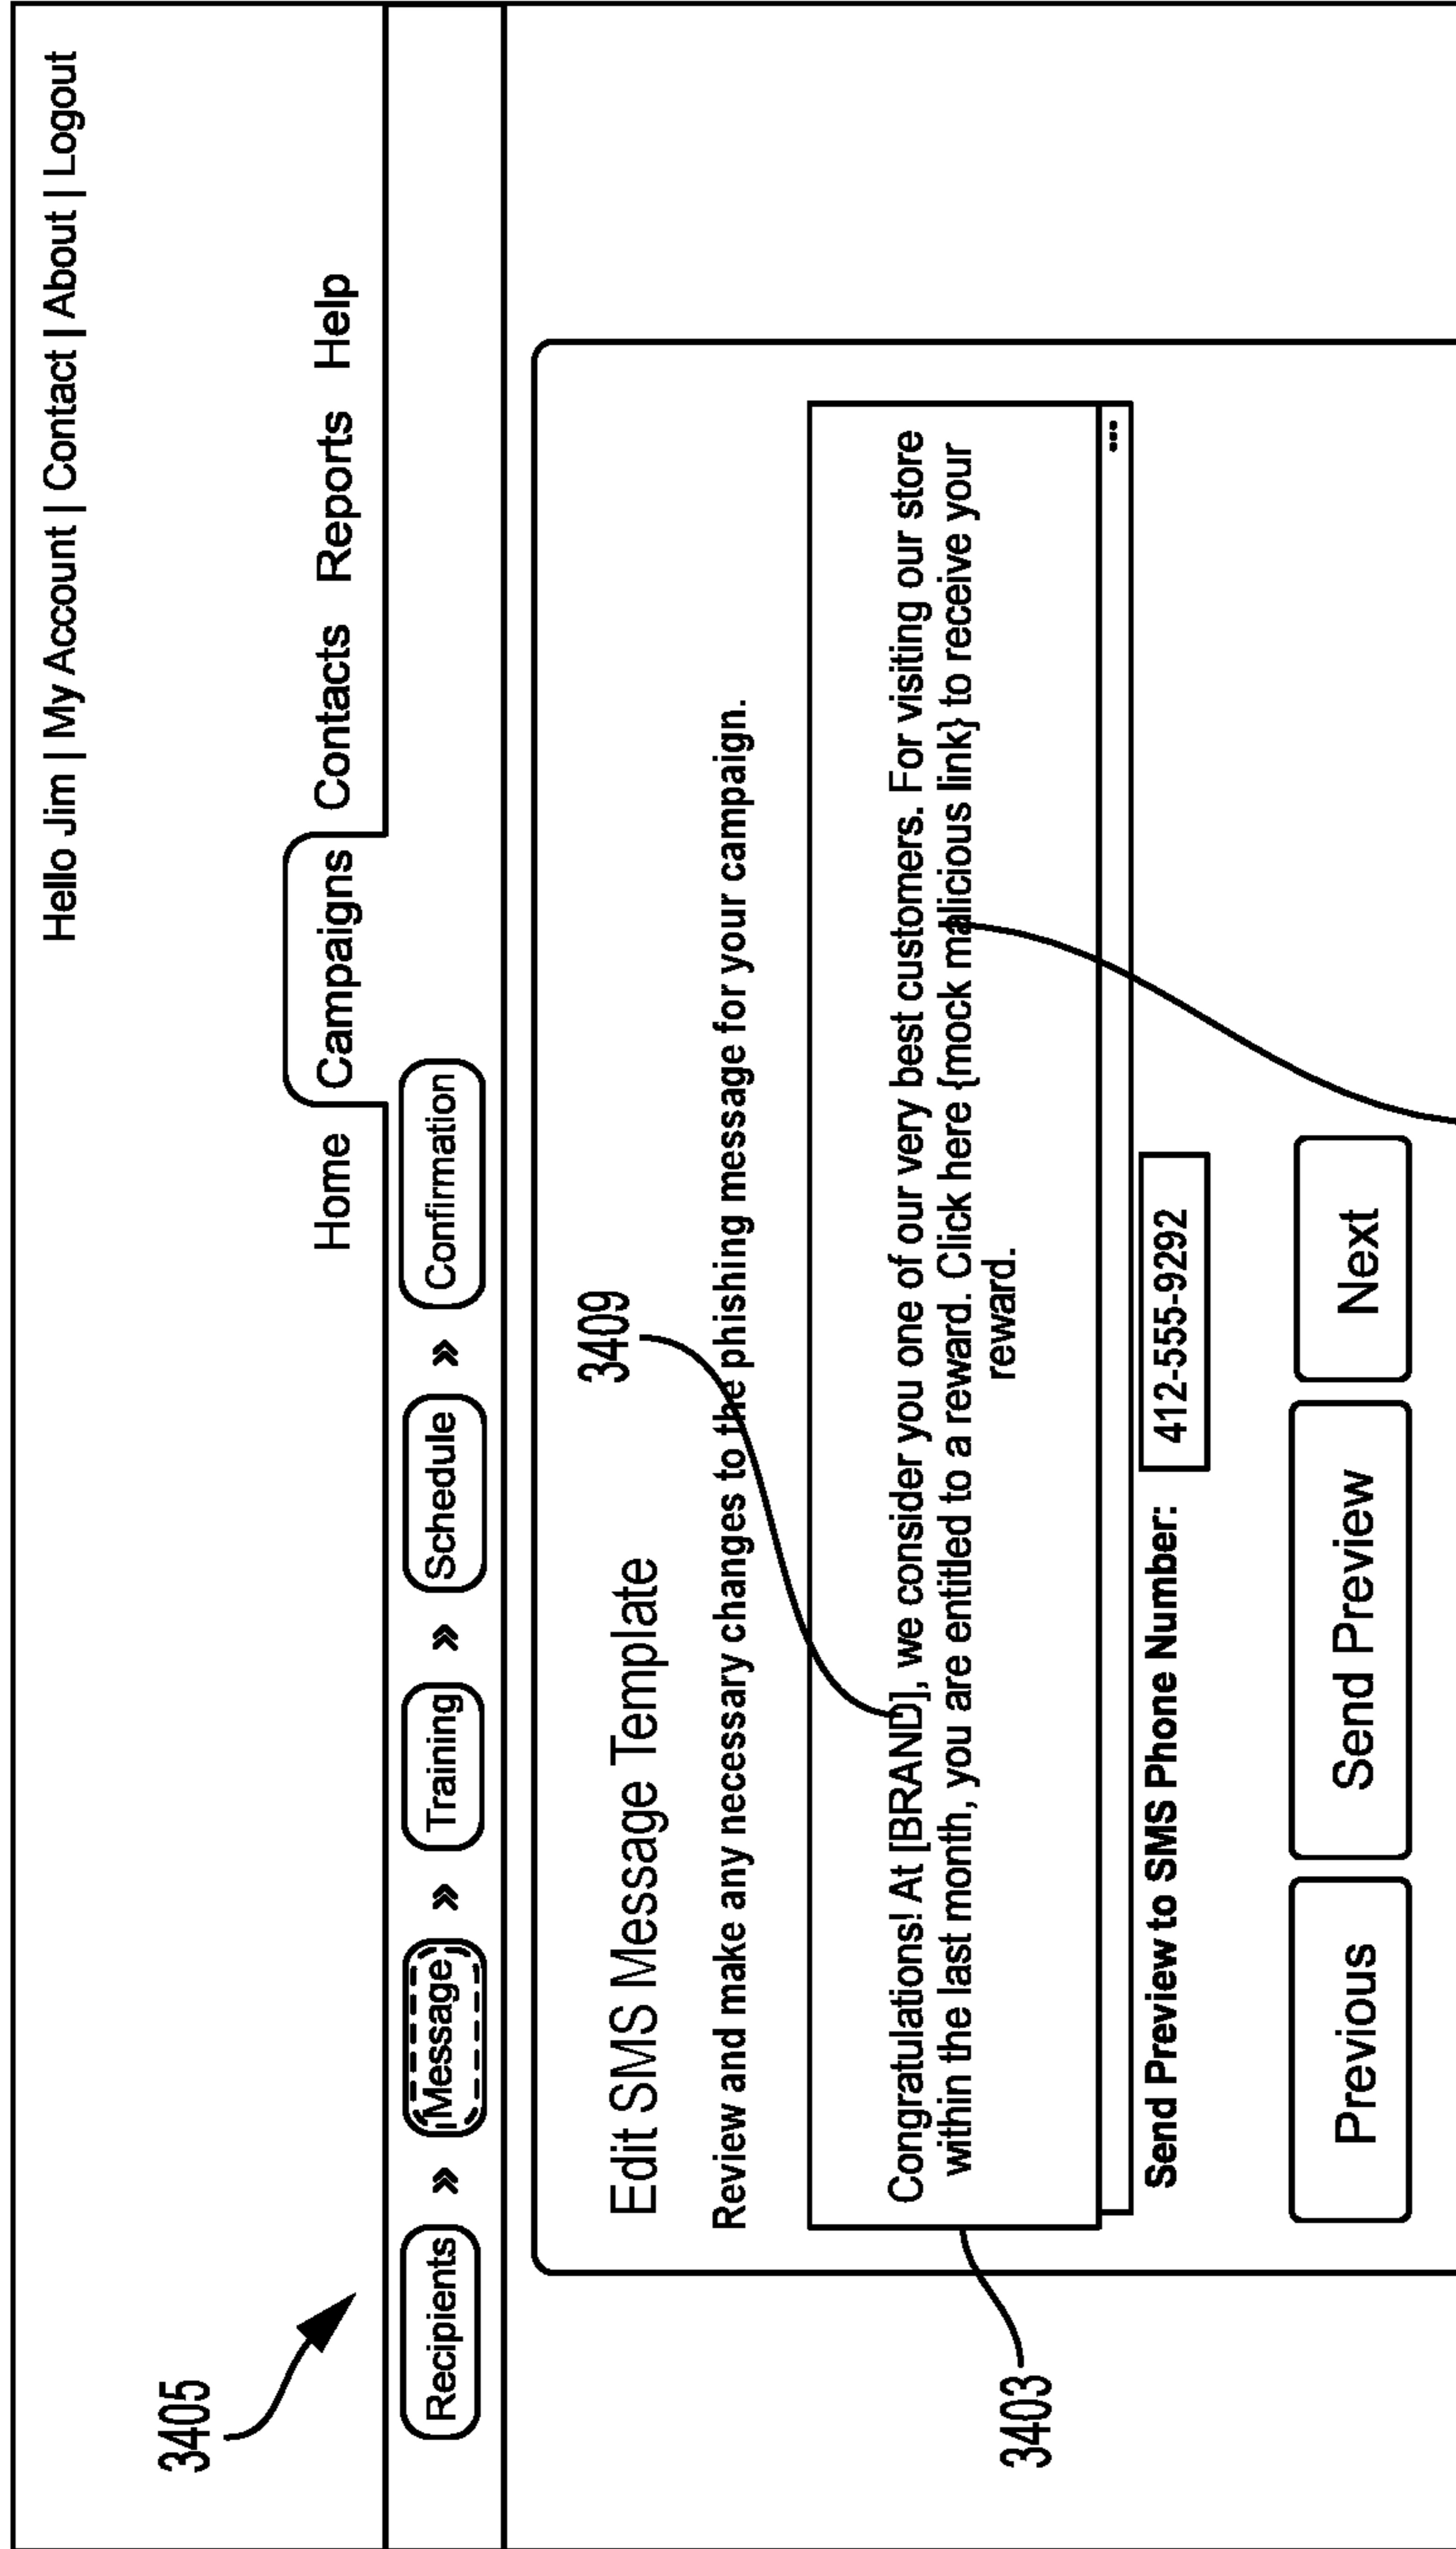 Hello Jim | My Account | Contact | About | Logout
3405
Home Campaigns Contacts Reports Help
Recipients » Message » Training » Schedule » Confirmation
3409
Edit SMS Message Template
Review and make any necessary changes to the phishing message for your campaign.
Congratulations! At [BRAND], we consider you one of our very best customers. For visiting our store
within the last month, you are entitled to a reward. Click here {mock malicious link} to receive your
reward.
3403
...
Send Preview to SMS Phone Number: 412-555-9292
Previous Send Preview Next